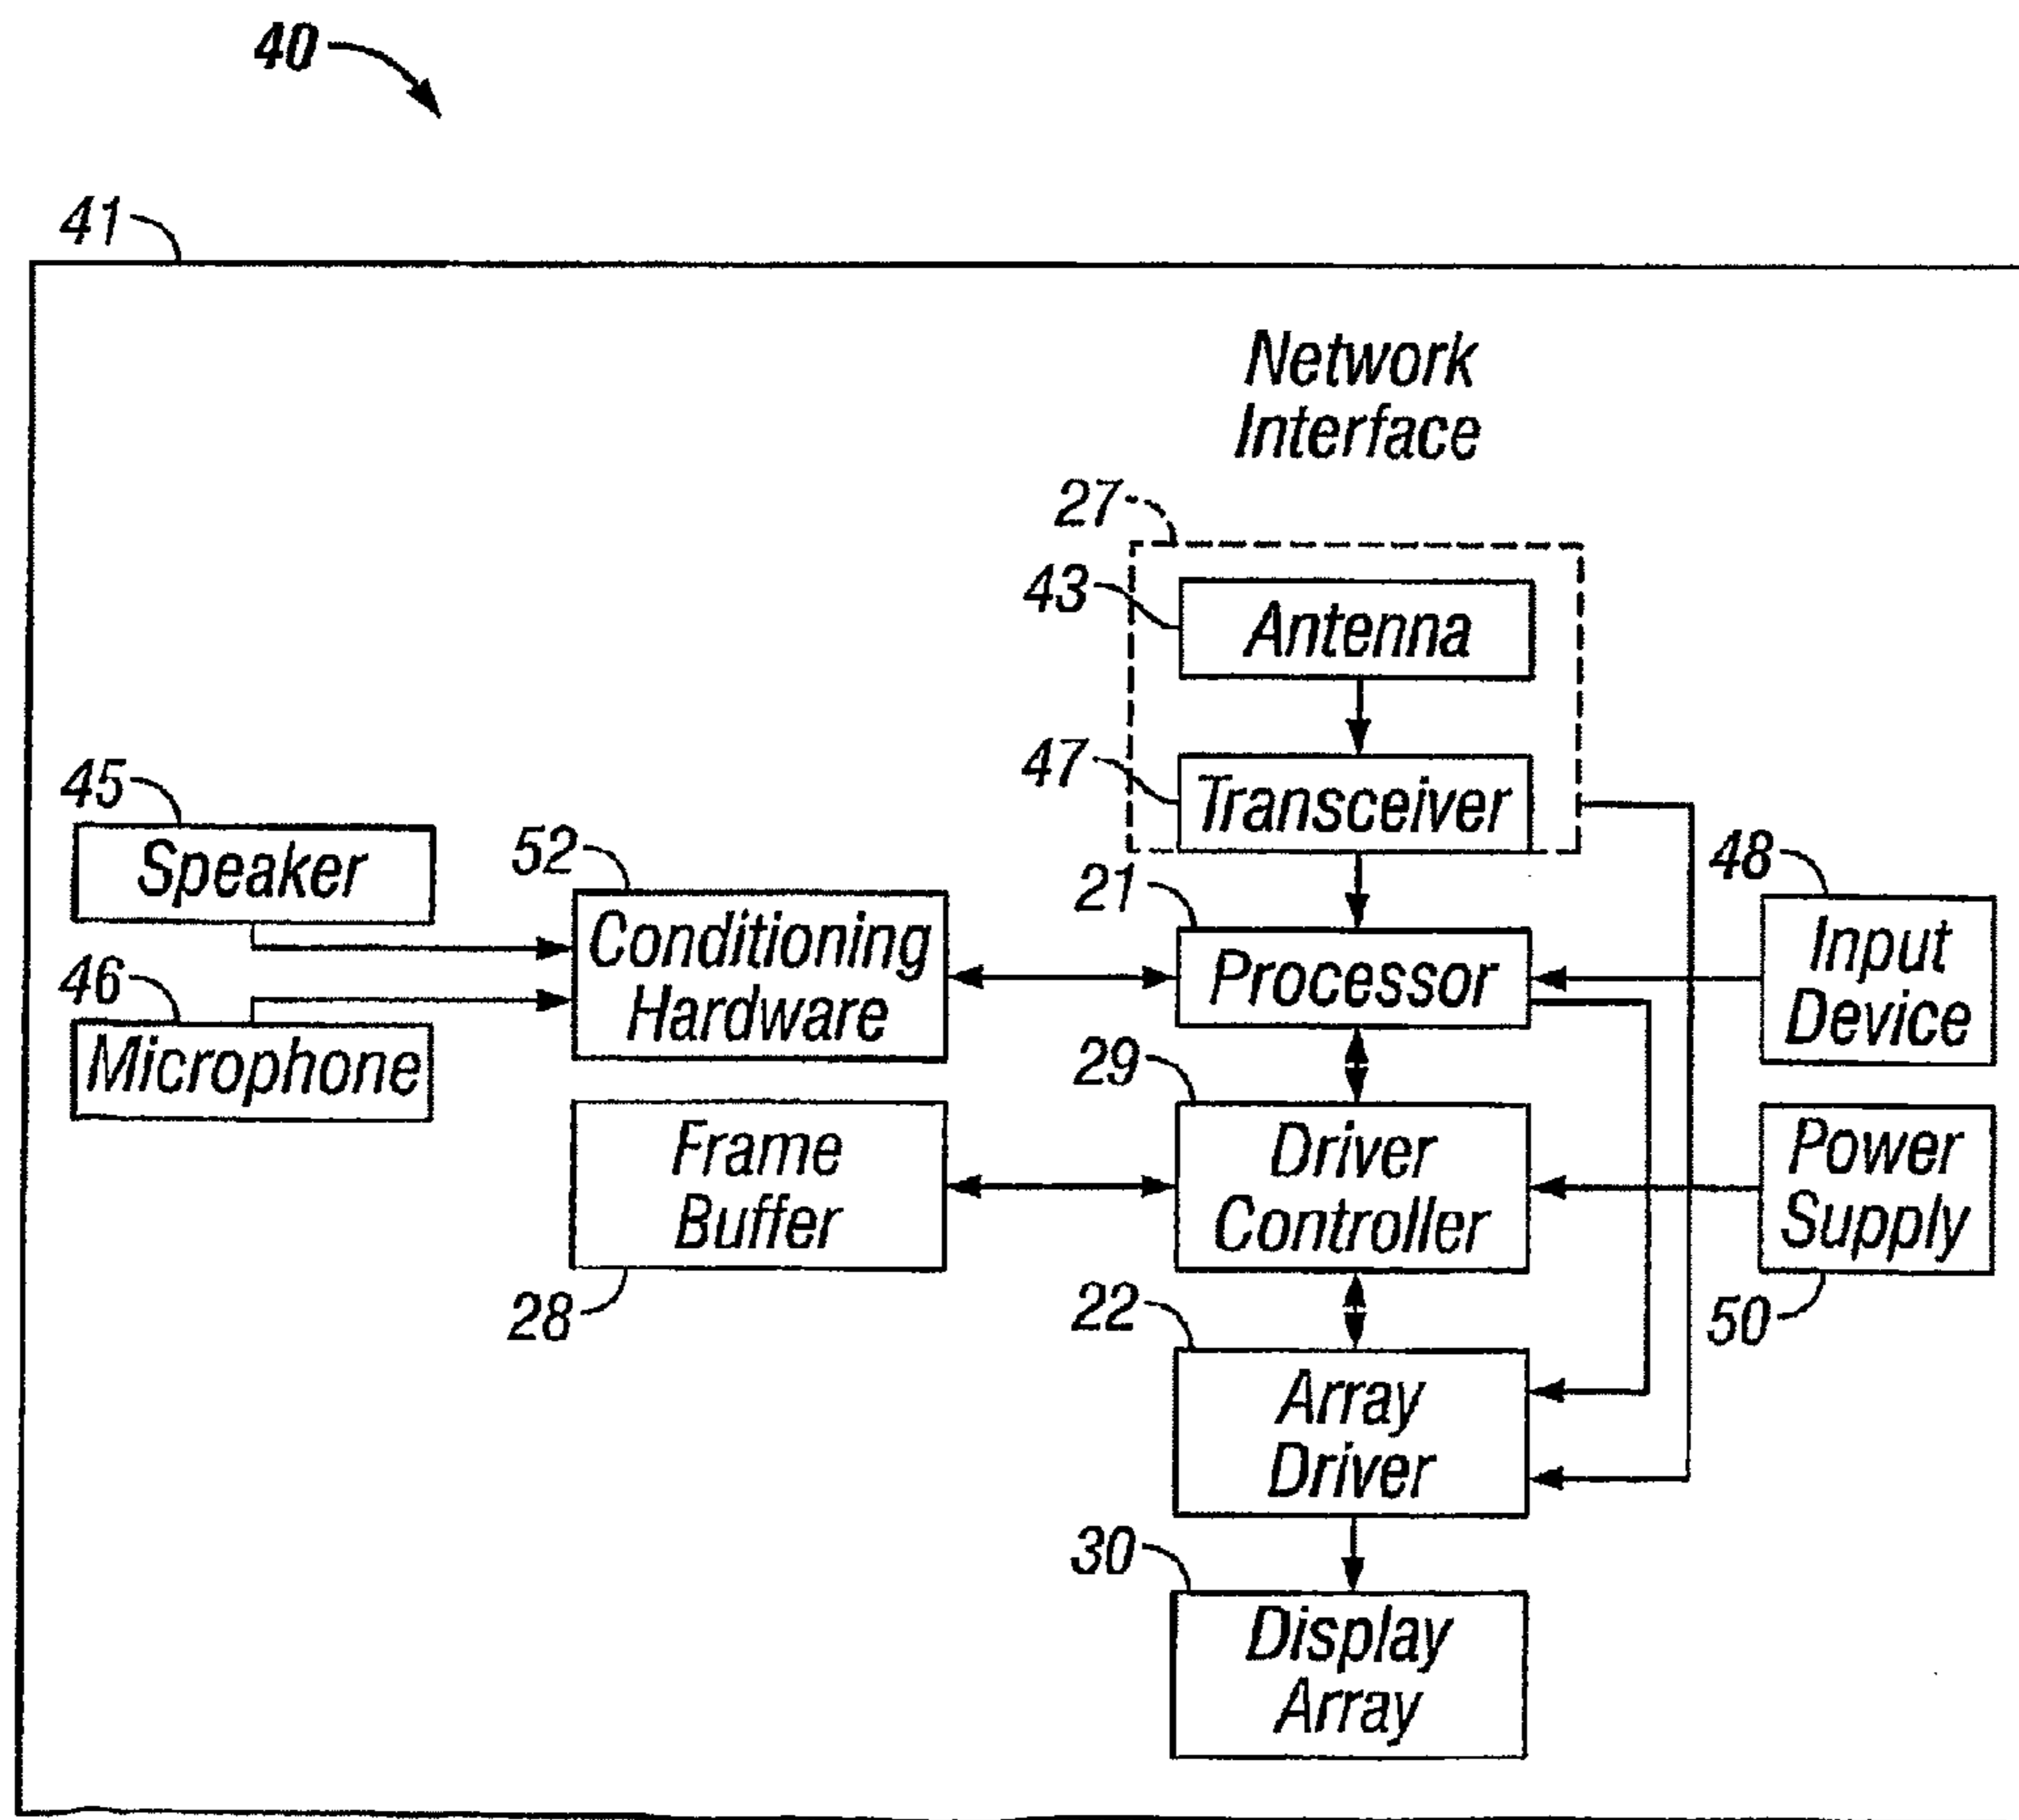 40
41
Network
Interface
27
43
Antenna
47
Transceiver
45
Speaker
52
Conditioning
Hardware
21
Processor
48
Input
Device
46
Microphone
29
Driver
Controller
Frame
Buffer
28
Power
Supply
50
22
Array
Driver
30
Display
Array